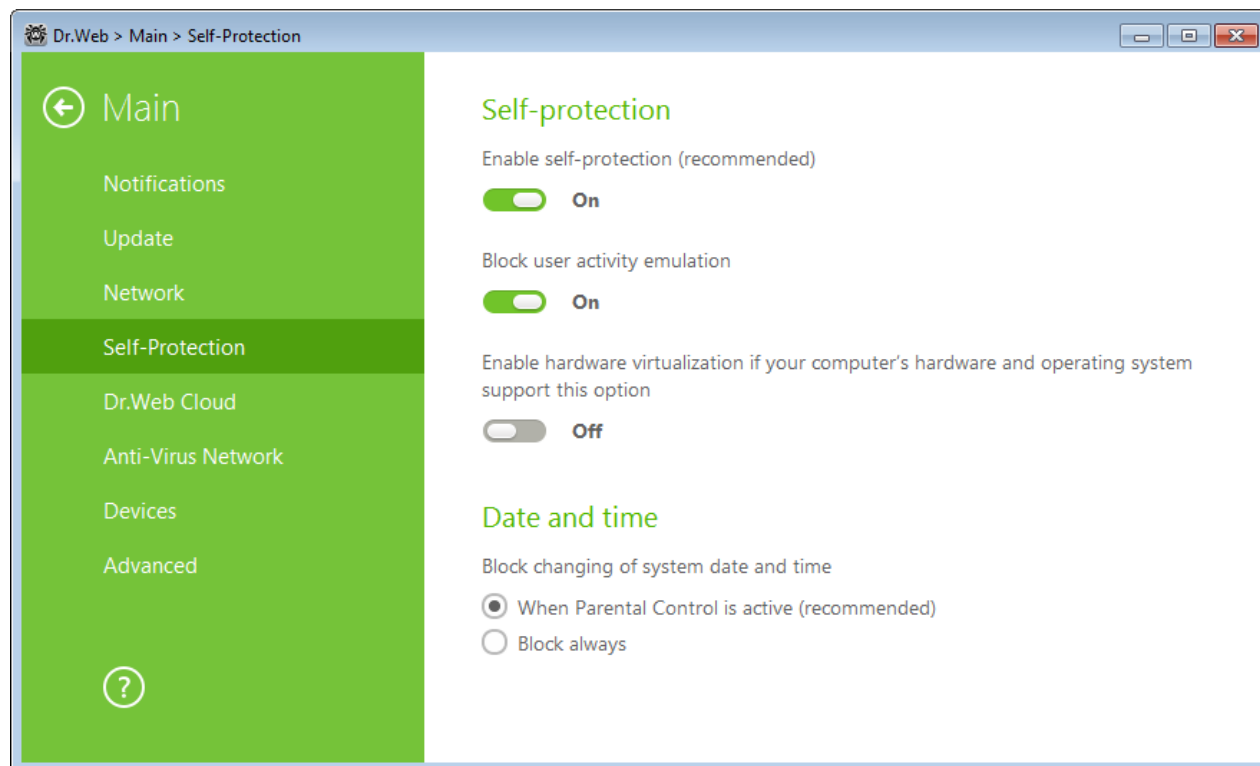 Dr.Web > Main > Self-Protection
Main
Notifications
Update
Network
Self-Protection
Dr.Web Cloud
Anti-Virus Network
Devices
Advanced
?
Self-protection
Enable self-protection (recommended)
On
Block user activity emulation
On
Enable hardware virtualization if your computer's hardware and operating system
support this option
Off
Date and time
Block changing of system date and time
When Parental Control is active (recommended)
Block always